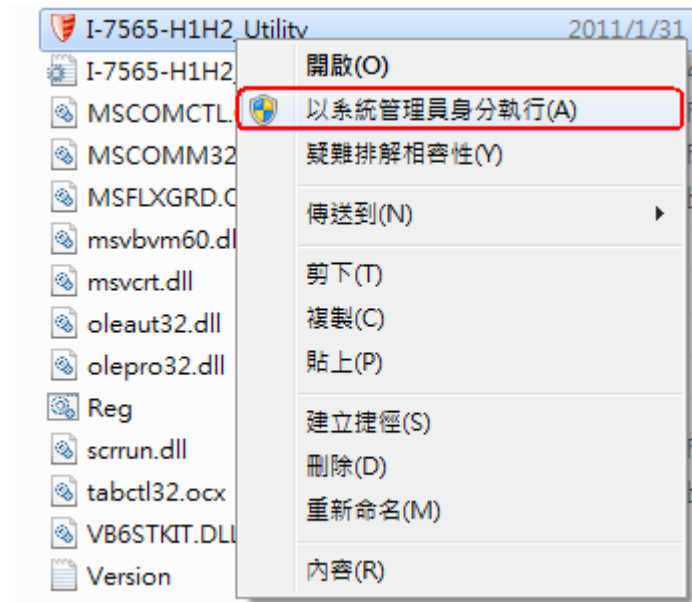 I-7565-H1H2_Utility 2011/1/31
I-7565-H1H2_
開啟(O)
MSCOMCTL.
以系統管理員身分執行(A)
MSCOMM32
疑難排解相容性(Y)
MSFLXGRD.C
傳送到(N)
msvbvm60.dl
msvcrt.dll
剪下(T)
oleaut32.dll
複製(C)
olepro32.dll
貼上(P)
Reg
建立捷徑(S)
scrrun.dll
刪除(D)
tabctl32.ocx
重新命名(M)
VB6STKIT.DLL
Version
內容(R)